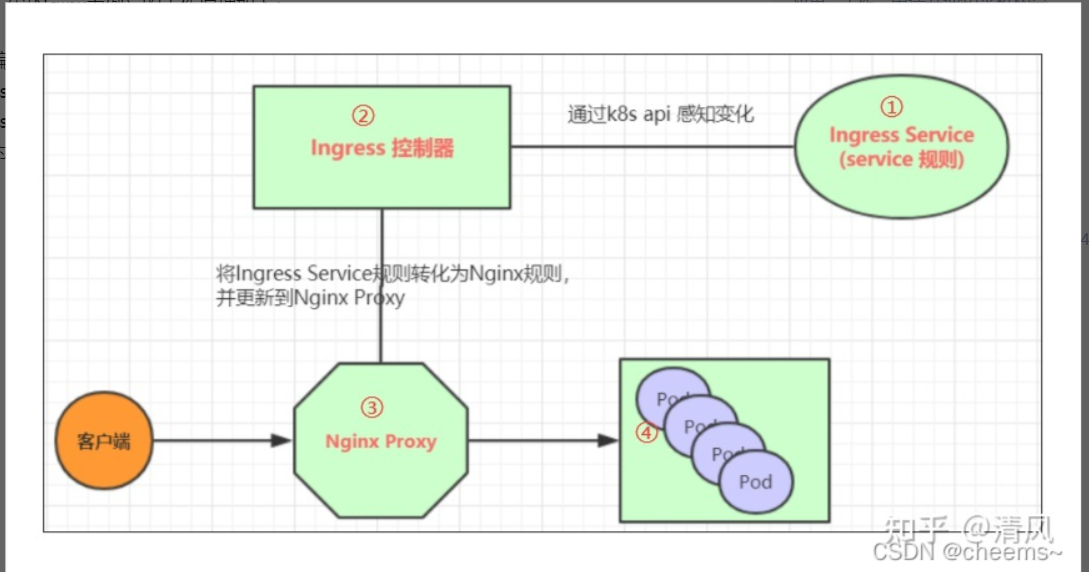 ②
Ingress 控制器
通过k8s api 感知变化
①
Ingress Service
(service 规则)
将Ingress Service规则转化为Nginx规则，
并更新到Nginx Proxy
客户端
③
Nginx Proxy
④
Pod
Pod
Pod
Pod
知乎 @清风
CSDN @cheems~